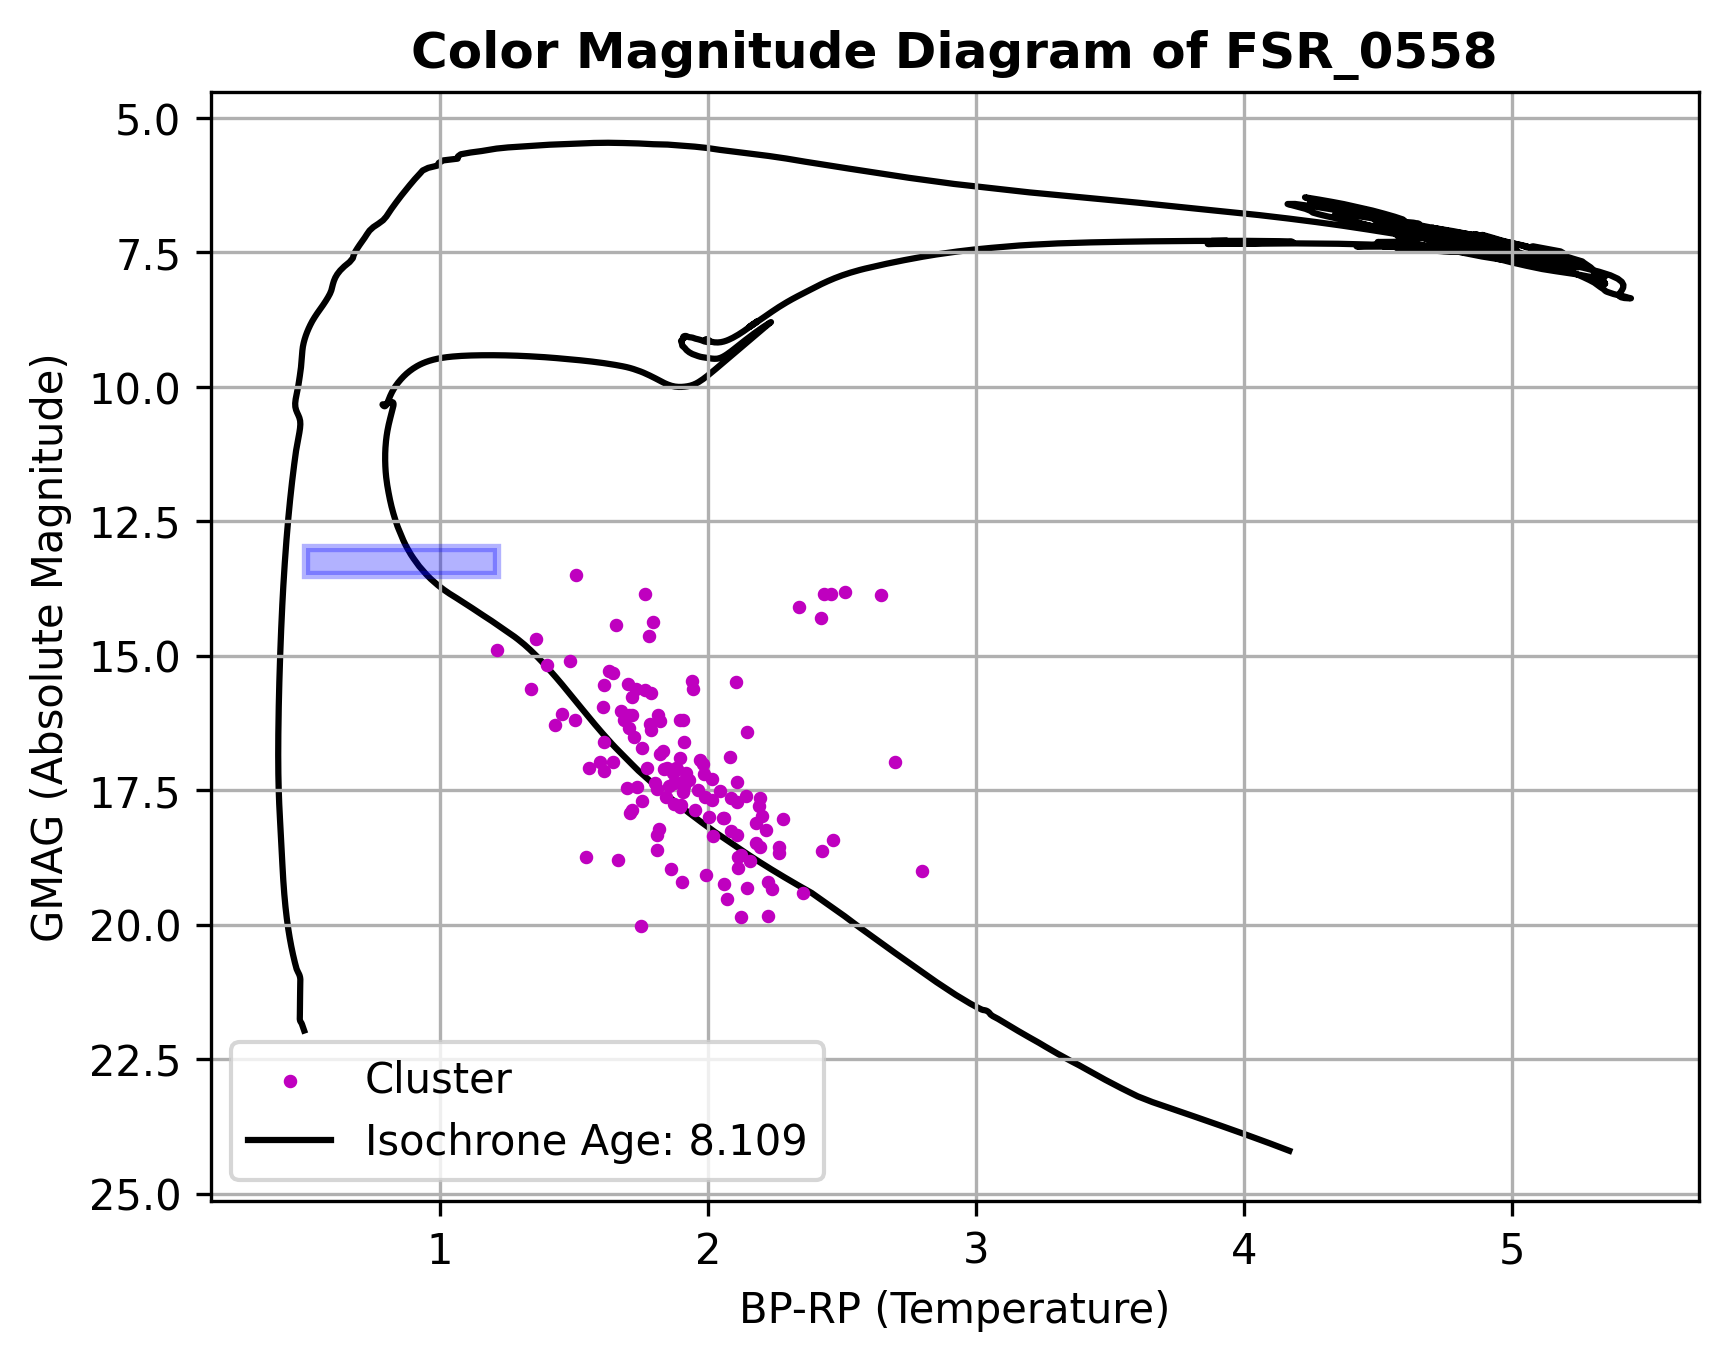 Color Magnitude Diagram of FSR_0558
GMAG (Absolute Magnitude)
5.0
7.5
10.0
12.5
15.0
17.5
20.0
22.5
25.0
Cluster
Isochrone Age: 8.109
1 2 3 4 5
BP-RP (Temperature)